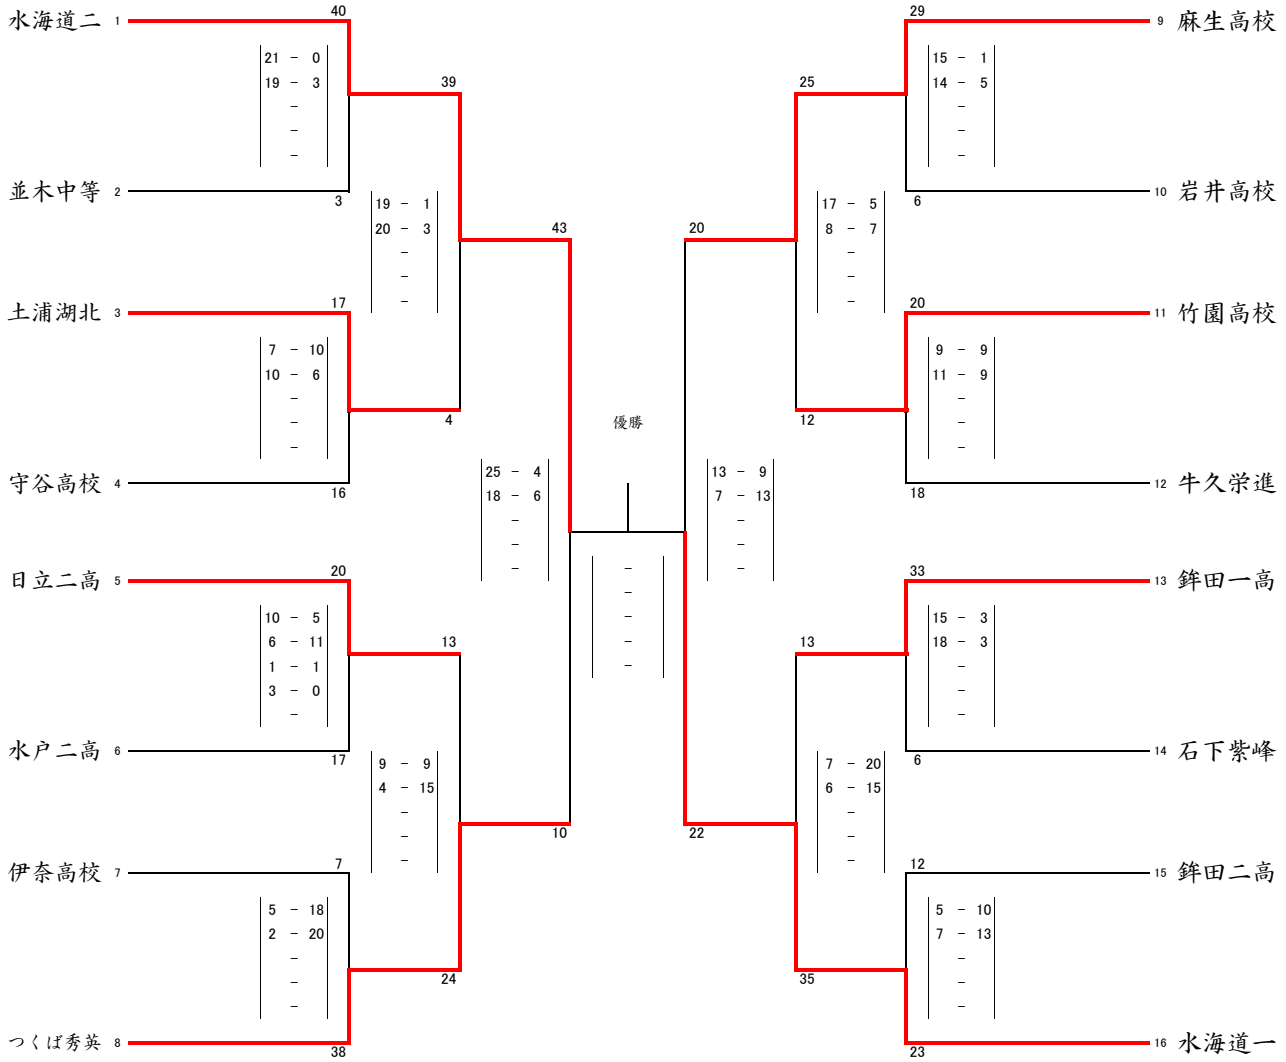 40
29
水海道二 1
9 麻生高校
21 - 0
19 - 3
-
-
-
15 - 1
14 - 5
-
-
-
39
25
並木中等 2
3
6
10 岩井高校
19 - 1
20 - 3
-
-
-
17 - 5
8 - 7
-
-
-
43
20
土浦湖北 3
17
20
11 竹園高校
7 - 10
10 - 6
-
-
-
9 - 9
11 - 9
-
-
-
4
12
優勝
守谷高校 4
16
18
12 牛久栄進
25 - 4
18 - 6
-
-
-
13 - 9
7 - 13
-
-
-
-
-
-
-
-
日立二高 5
20
33
13 鉾田一高
10 - 5
6 - 11
1 - 1
3 - 0
-
15 - 3
18 - 3
-
-
-
13
13
水戸二高 6
17
6
14 石下紫峰
9 - 9
4 - 15
-
-
-
7 - 20
6 - 15
-
-
-
10
22
伊奈高校 7
7
12
15 鉾田二高
5 - 18
2 - 20
-
-
-
5 - 10
7 - 13
-
-
-
24
35
つくば秀英 8
38
23
16 水海道一